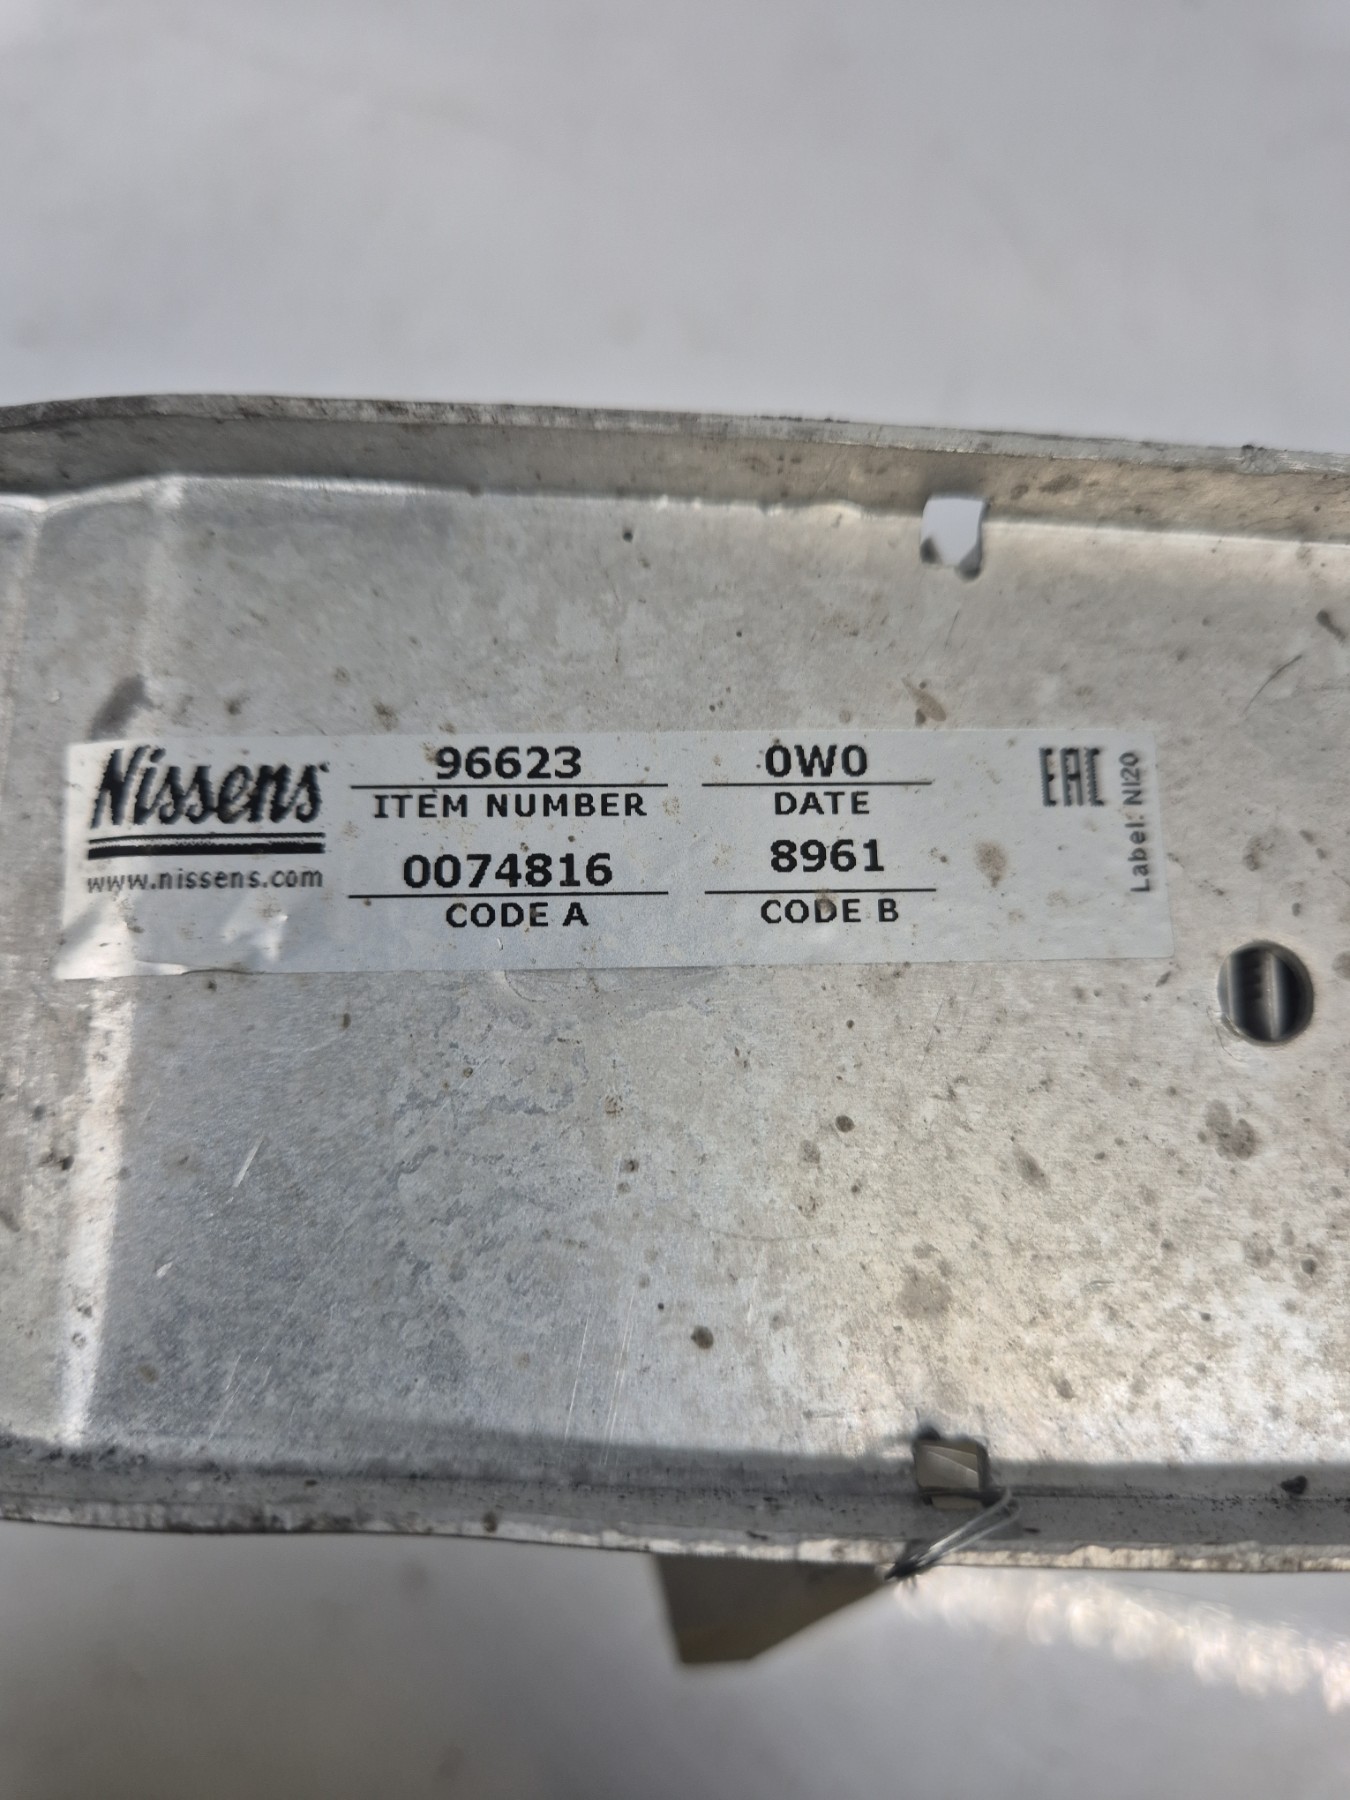 Nissens
www.nissens.com
96623
ITEM NUMBER
0074816
CODE A
0W0
DATE
8961
CODE B
EAC
Label: NI20